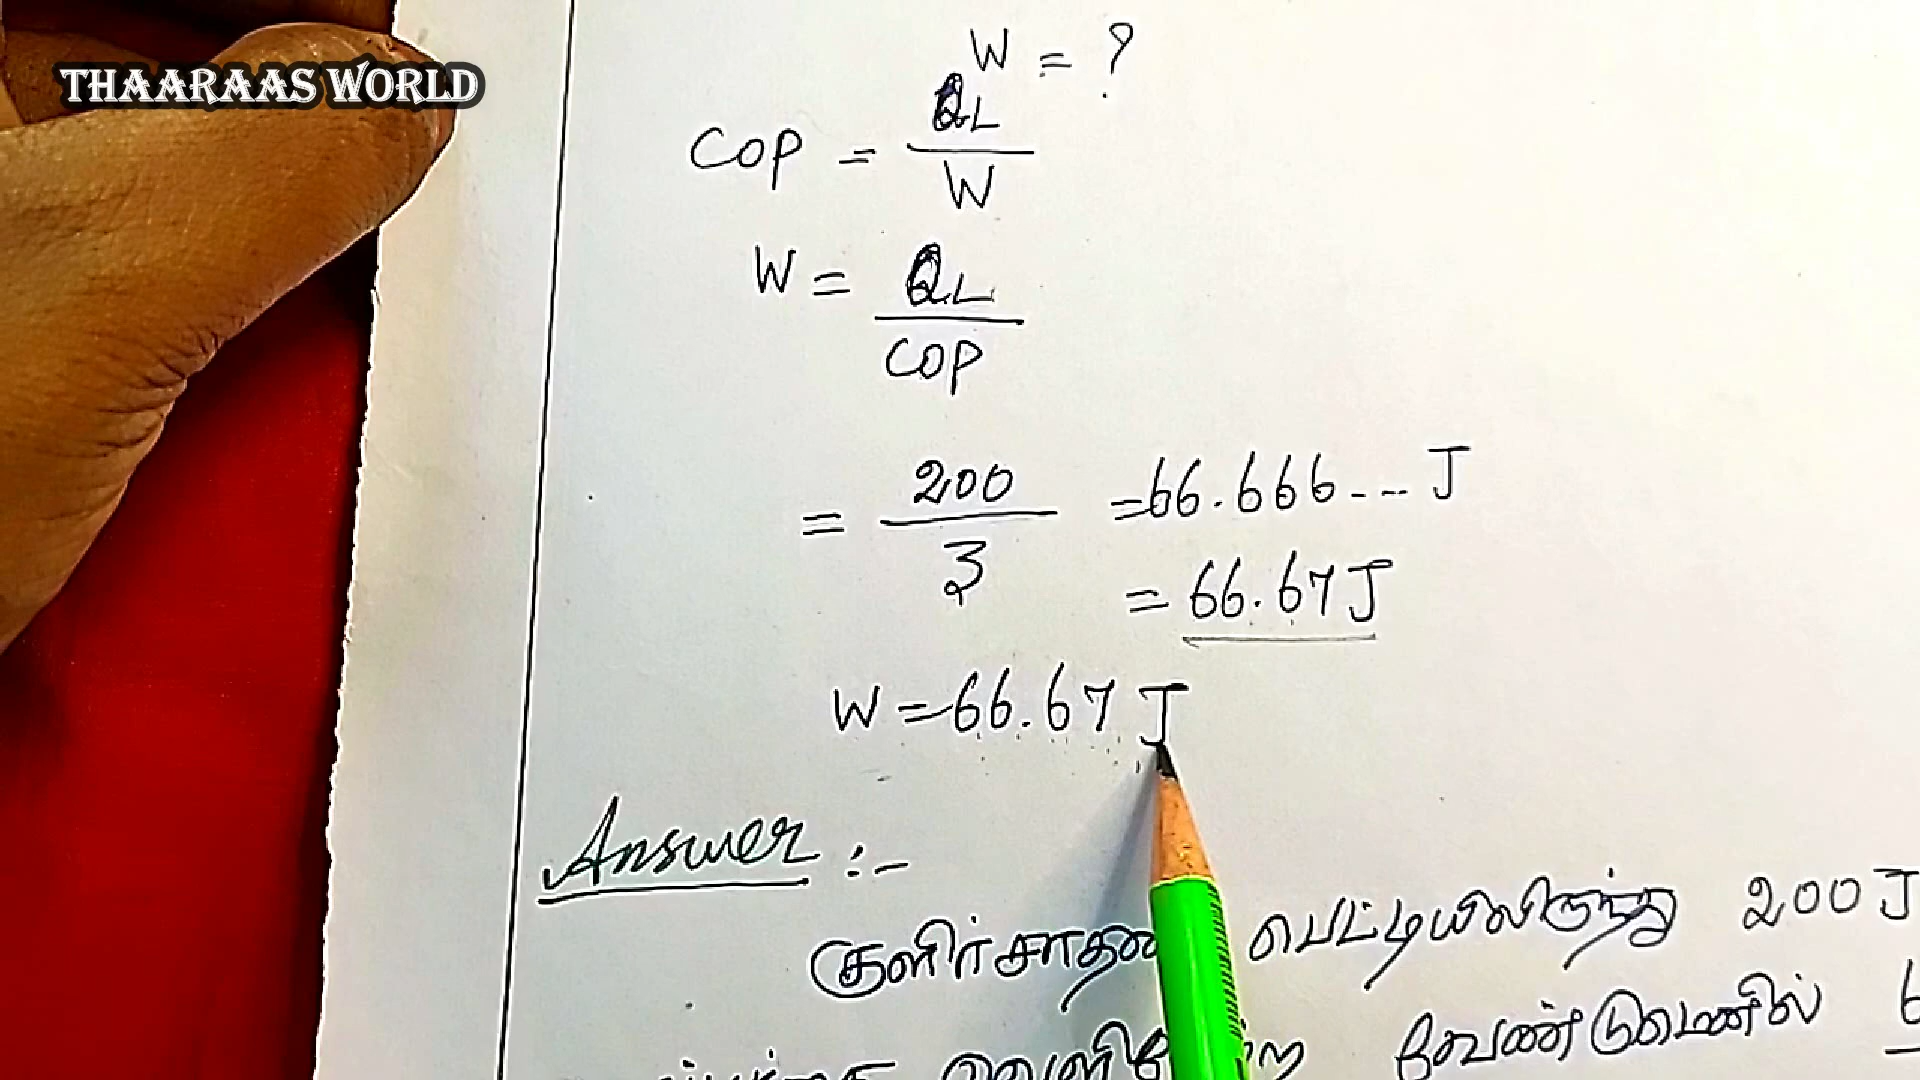 THAARAAS WORLD
W = ?
COP = QL / W
W = QL / COP
= 200 / 3 = 66.666--- J
= 66.67 J
W = 66.67 J
Answer :-
குளிர்சாதன பெட்டியிலிருந்து 200 J
வேண்டுமெனில்